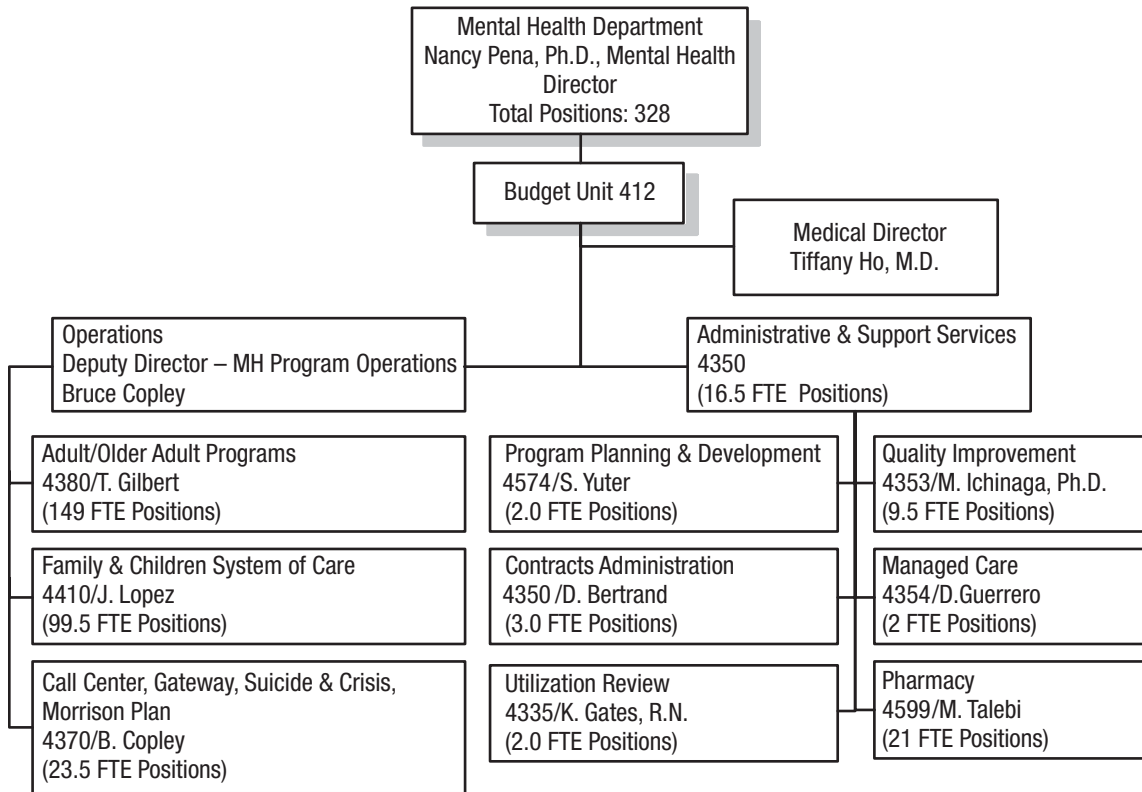 Mental Health Department
Nancy Pena, Ph.D., Mental Health
Director
Total Positions: 328
Budget Unit 412
Medical Director
Tiffany Ho, M.D.
Operations
Deputy Director – MH Program Operations
Bruce Copley
Administrative & Support Services
4350
(16.5 FTE Positions)
Adult/Older Adult Programs
4380/T. Gilbert
(149 FTE Positions)
Program Planning & Development
4574/S. Yuter
(2.0 FTE Positions)
Quality Improvement
4353/M. Ichinaga, Ph.D.
(9.5 FTE Positions)
Family & Children System of Care
4410/J. Lopez
(99.5 FTE Positions)
Contracts Administration
4350 /D. Bertrand
(3.0 FTE Positions)
Managed Care
4354/D.Guerrero
(2 FTE Positions)
Call Center, Gateway, Suicide & Crisis,
Morrison Plan
4370/B. Copley
(23.5 FTE Positions)
Utilization Review
4335/K. Gates, R.N.
(2.0 FTE Positions)
Pharmacy
4599/M. Talebi
(21 FTE Positions)